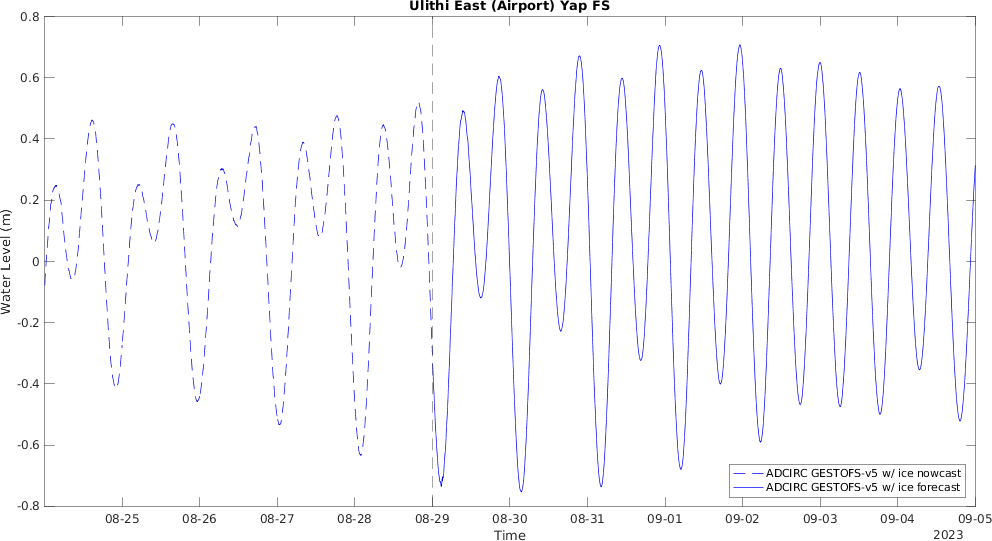 Ulithi East (Airport) Yap FS
Water Level (m)
0.8
0.6
0.4
0.2
0
-0.2
-0.4
-0.6
-0.8
ADCIRC GESTOFS-v5 w/ ice nowcast
ADCIRC GESTOFS-v5 w/ ice forecast
08-25 08-26 08-27 08-28 08-29 08-30 08-31 09-01 09-02 09-03 09-04 09-05
Time
2023